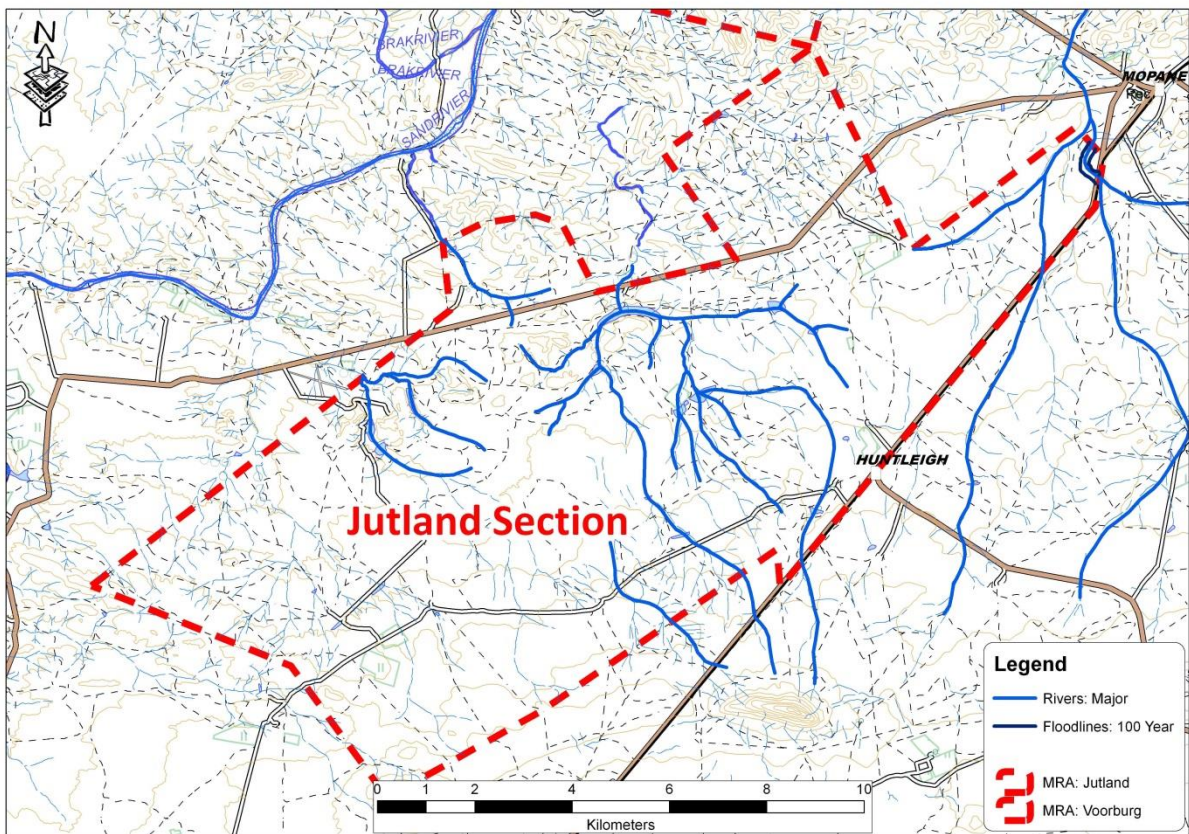 N
BRAKRIVIER
BRAKRIVIER
SANDRIVIER
MOPANE
HUNTLEIGH
Jutland Section
Legend
Rivers: Major
Floodlines: 100 Year
MRA: Jutland
MRA: Voorburg
0 1 2 4 6 8 10
Kilometers